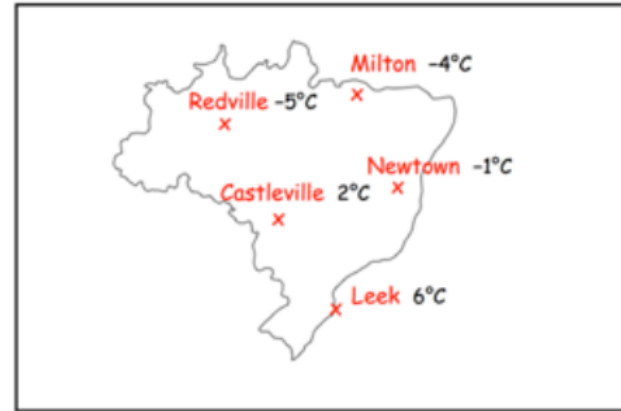 Milton –4°C
Redville –5°C
Newtown –1°C
Castleville 2°C
Leek 6°C